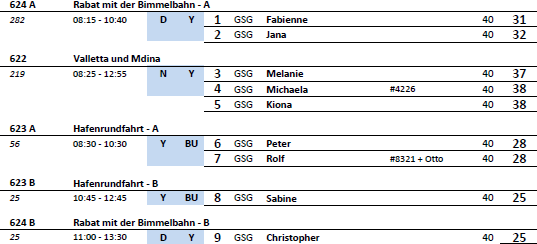 624 A Rabat mit der Bimmelbahn - A
282 08:15 - 10:40 D Y 1 GSG Fabienne 40 31
2 GSG Jana 40 32
622 Valletta und Mdina
219 08:25 - 12:55 N Y 3 GSG Melanie 40 37
4 GSG Michaela #4226 40 38
5 GSG Kiona 40 38
623 A Hafenrundfahrt - A
56 08:30 - 10:30 Y BU 6 GSG Peter 40 28
7 GSG Rolf #8321 + Otto 40 28
623 B Hafenrundfahrt - B
25 10:45 - 12:45 Y BU 8 GSG Sabine 40 25
624 B Rabat mit der Bimmelbahn - B
25 11:00 - 13:30 D Y 9 GSG Christopher 40 25